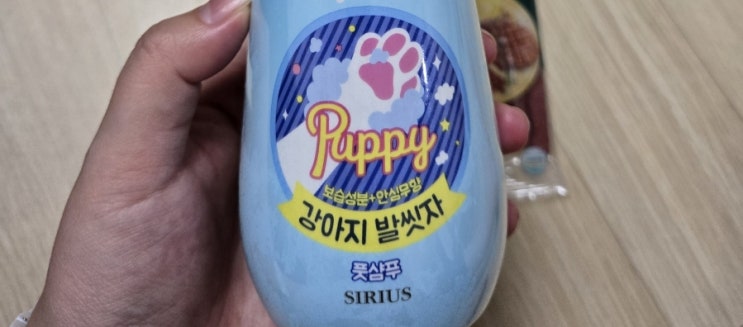 Puppy
보습성분+안심무향
강아지 발씻자
풋샴푸
SIRIUS